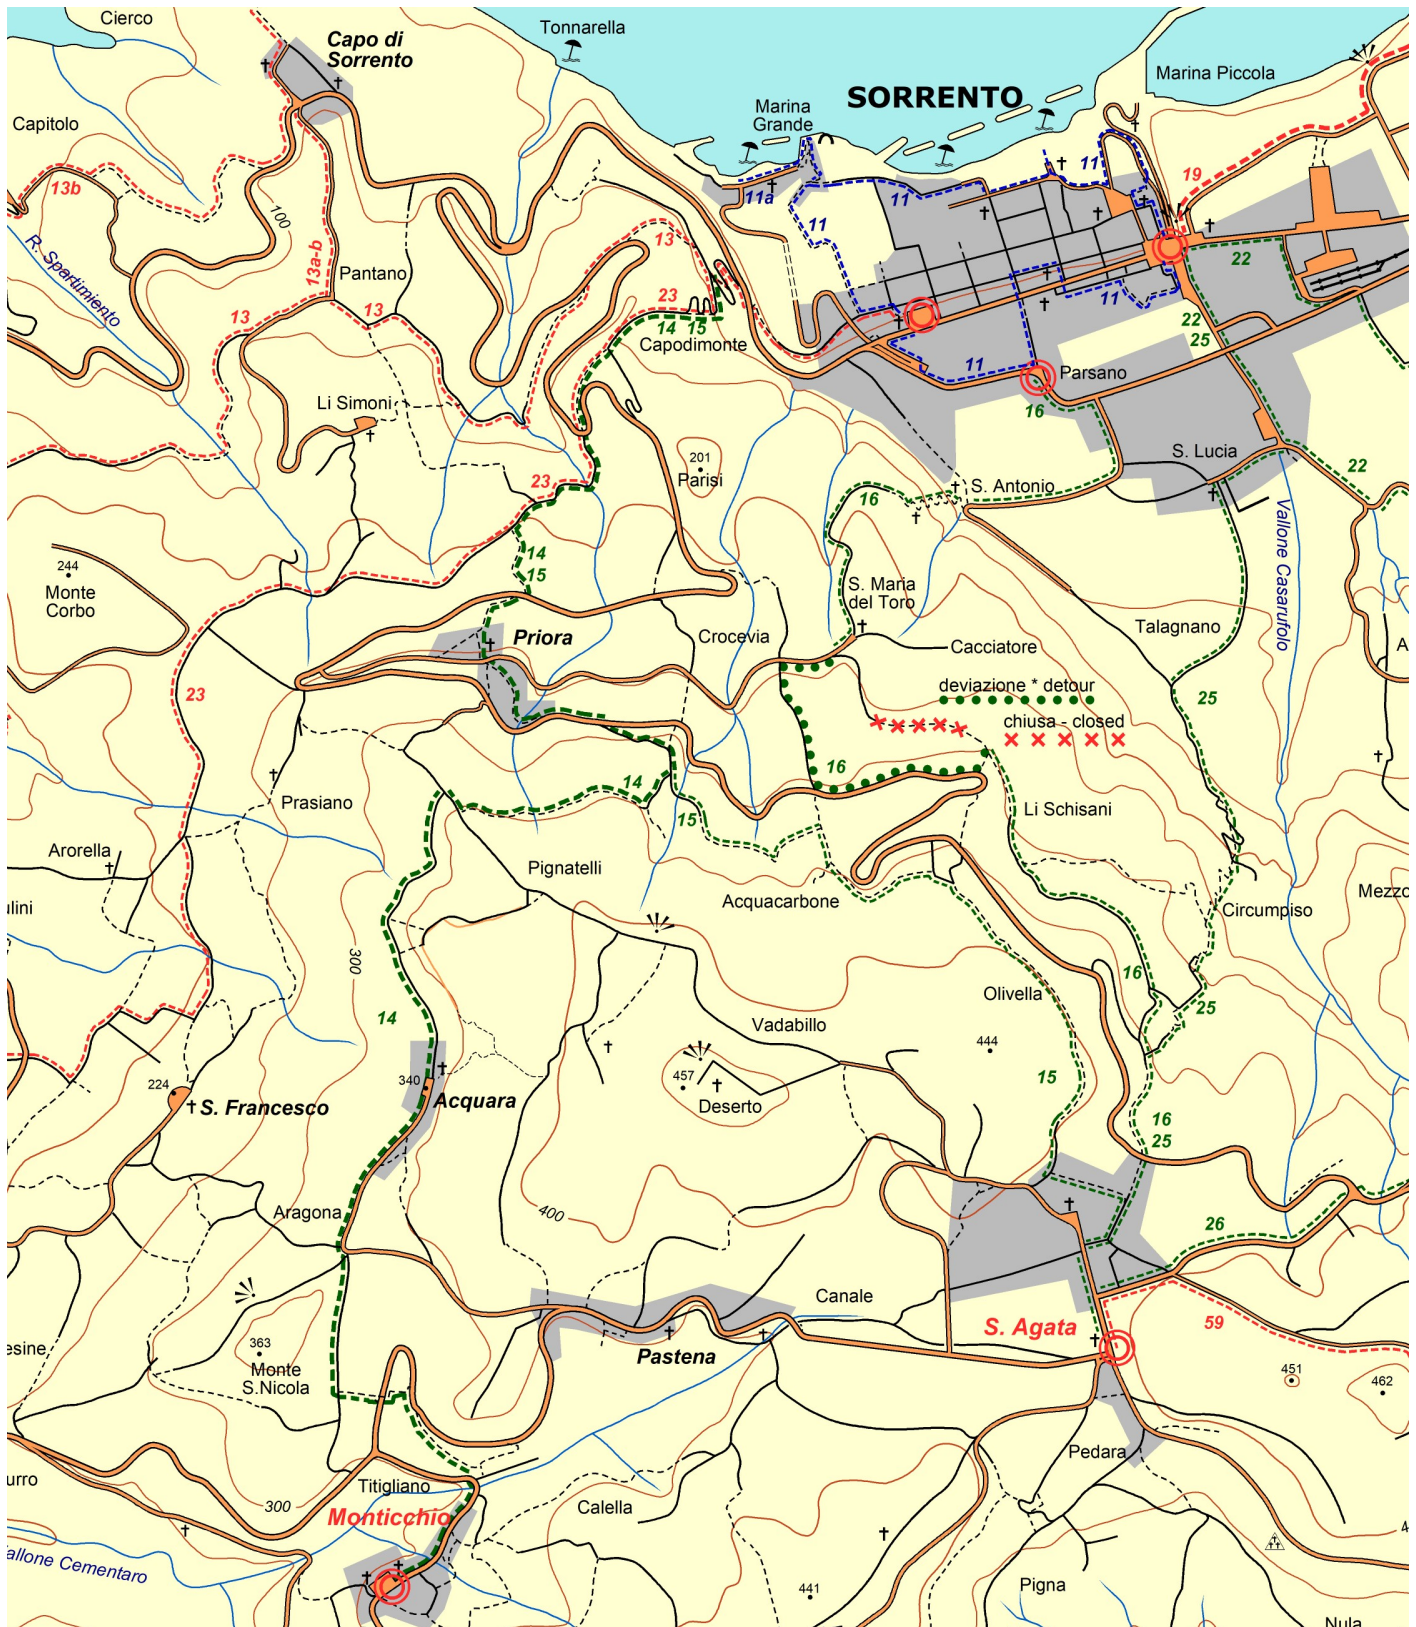 Cierco
Capo di
Sorrento
Tonnarella
Marina Piccola
SORRENTO
Marina
Grande
Capitolo
13b
100
R. Spartimiento
13a-b
Pantano
13
13
13
23
14 15
Capodimonte
11a
11
11
11
11
11
19
22
22
25
Parsano
16
Li Simoni
201
Parisi
23
16
S. Antonio
S. Lucia
22
Vallone Casarufolo
14
15
244
Monte
Corbo
S. Maria
del Toro
Priora
Crocevia
Cacciatore
Talagnano
A
deviazione * detour
chiusa - closed
23
25
16
14
15
Prasiano
Li Schisani
Arorella
Pignatelli
Acquacarbone
Circumpiso
Mezzo
ulini
300
14
Olivella
16
25
Vadabillo
444
457
Deserto
15
224
S. Francesco
340
Acquara
16
25
Aragona
400
26
Canale
59
S. Agata
Pastena
esine
363
Monte
S.Nicola
451
462
Pedara
urro
300
Titigliano
Monticchio
Calella
4
allone Cementaro
441
Pigna
Nula